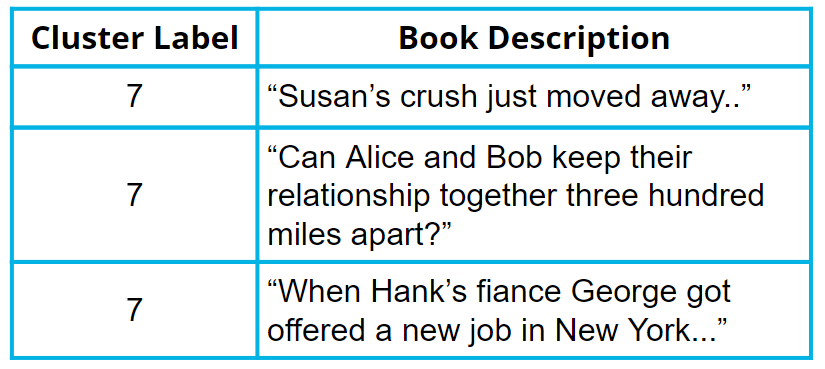 Cluster Label Book Description
7 “Susan’s crush just moved away..”
“Can Alice and Bob keep their
7 relationship together three hundred
miles apart?”
“When Hank’s fiance George got
7 offered a new job in New York...”